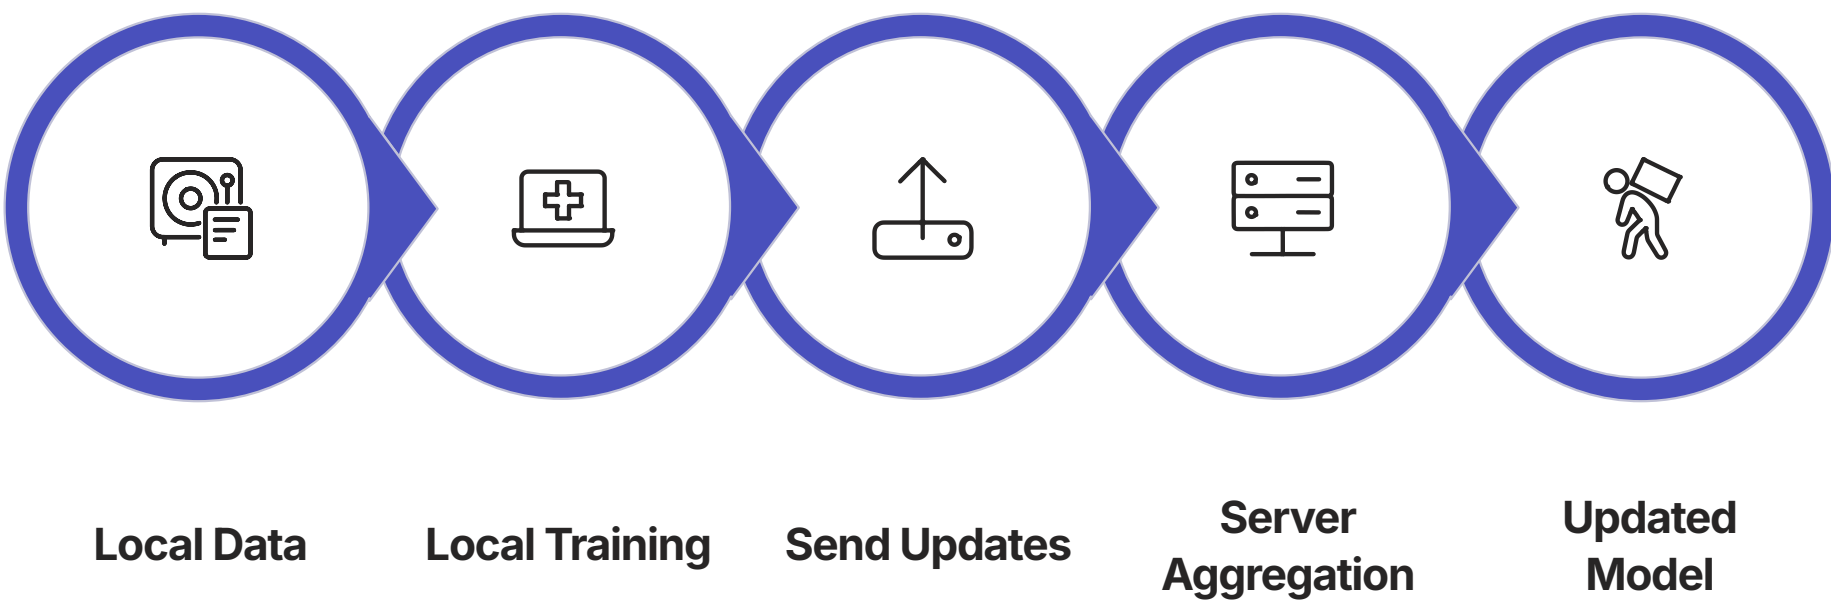 Local Data
Local Training
Send Updates
Server
Aggregation
Updated
Model